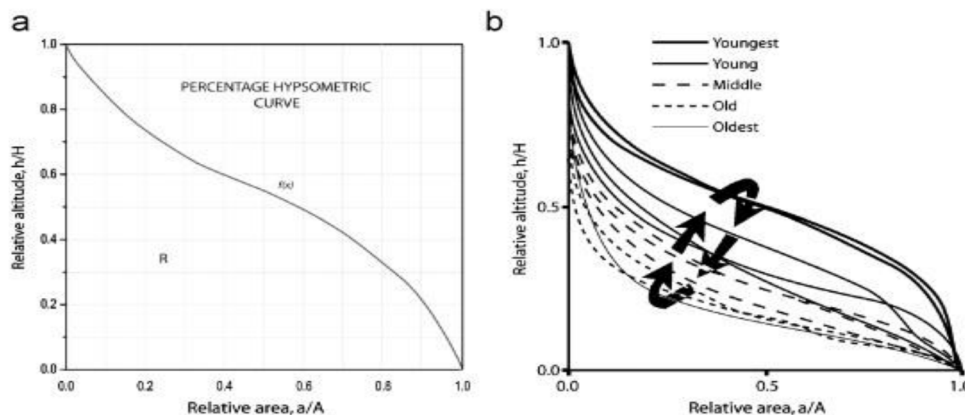 a
1.0
0.8
0.6
0.4
0.2
0.0
Relative altitude, h/H
PERCENTAGE HYPSOMETRIC
CURVE
f(x)
R
0.0 0.2 0.4 0.6 0.8 1.0
Relative area, a/A
b
1.0
0.5
0.0
Relative altitude, h/H
Youngest
Young
Middle
Old
Oldest
0.0 0.5 1.0
Relative area, a/A